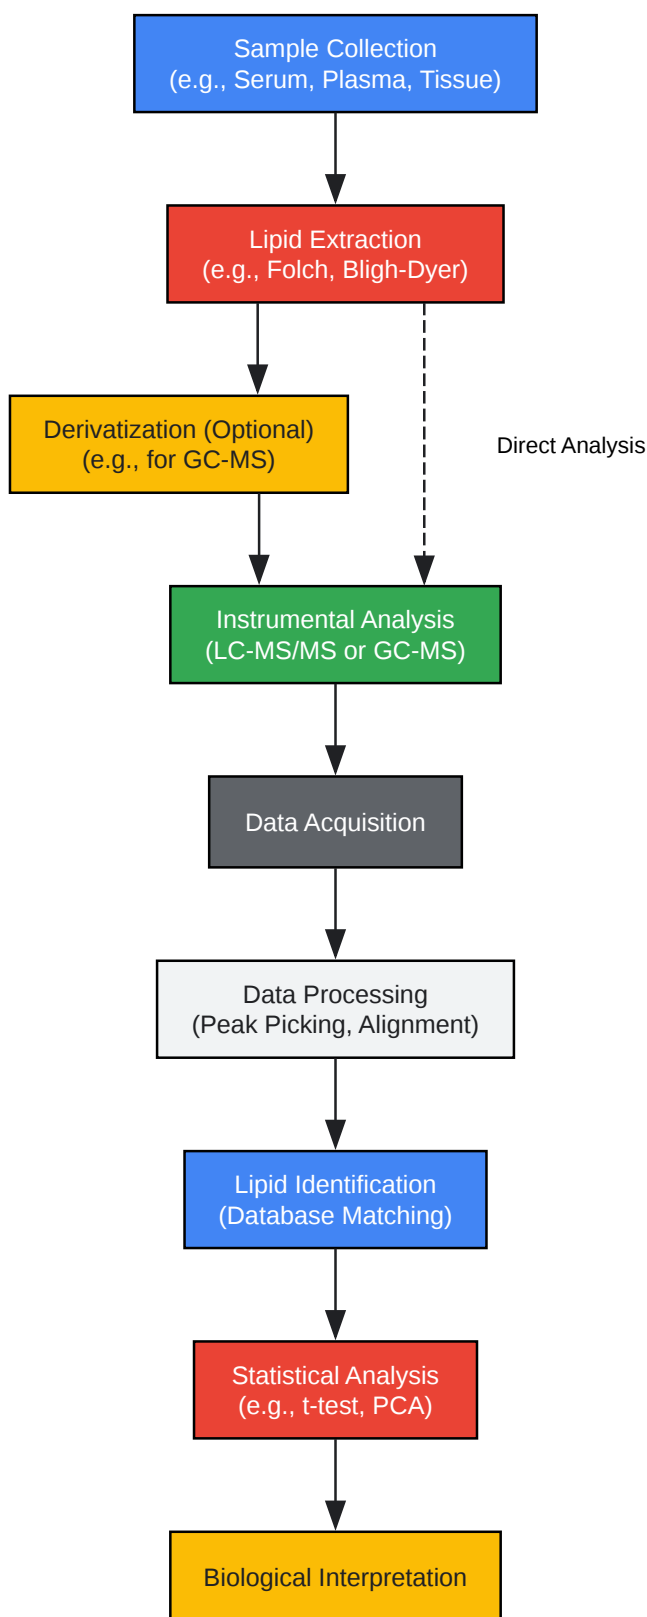 Sample Collection
(e.g., Serum, Plasma, Tissue)
Lipid Extraction
(e.g., Folch, Bligh-Dyer)
Derivatization (Optional)
(e.g., for GC-MS)
Direct Analysis
Instrumental Analysis
(LC-MS/MS or GC-MS)
Data Acquisition
Data Processing
(Peak Picking, Alignment)
Lipid Identification
(Database Matching)
Statistical Analysis
(e.g., t-test, PCA)
Biological Interpretation